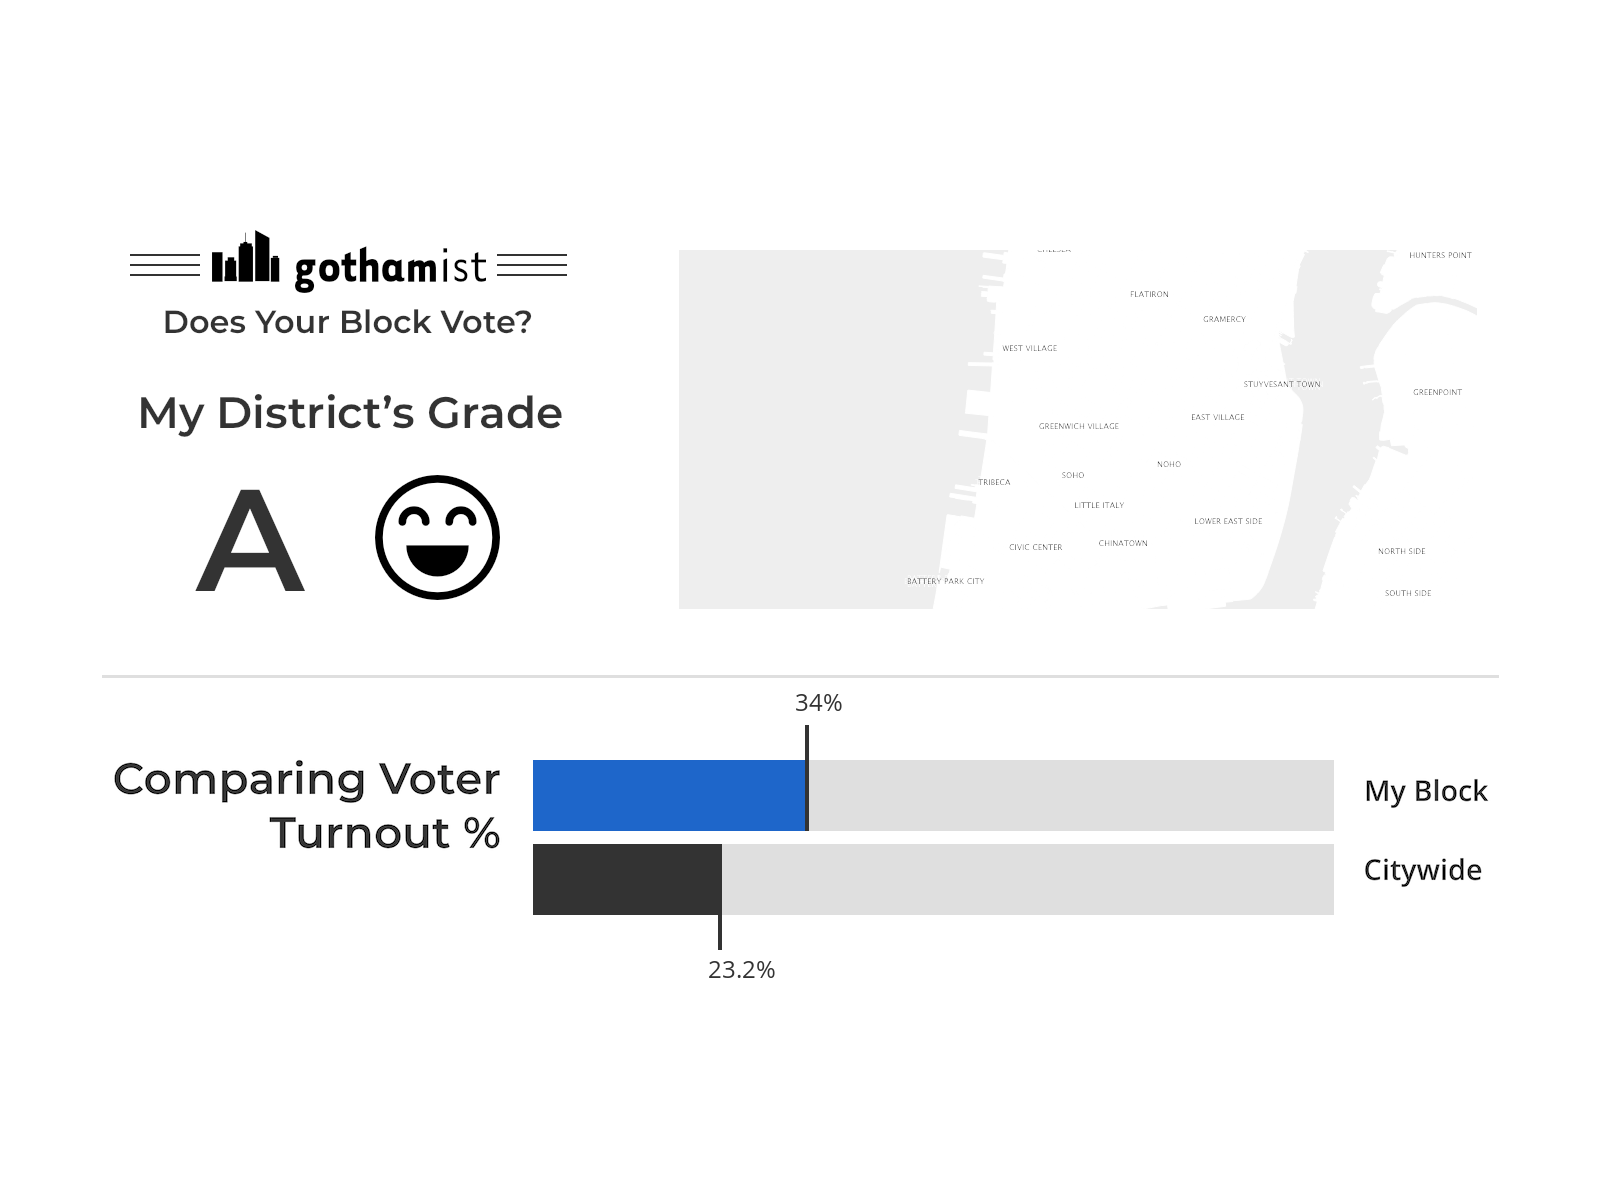 gothamist
Does Your Block Vote?
My District’s Grade
A
CHELSEA
HUNTERS POINT
FLATIRON
GRAMERCY
WEST VILLAGE
STUYVESANT TOWN
GREENPOINT
EAST VILLAGE
GREENWICH VILLAGE
NOHO
SOHO
TRIBECA
LITTLE ITALY
LOWER EAST SIDE
CIVIC CENTER
CHINATOWN
NORTH SIDE
BATTERY PARK CITY
SOUTH SIDE
34%
Comparing Voter
Turnout %
My Block
Citywide
23.2%